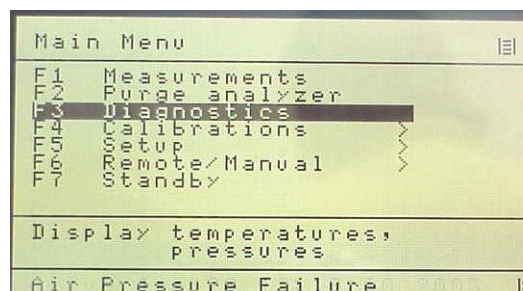 Main Menu
F1 Measurements
F2 Purge analyzer
F3 Diagnostics
F4 Calibrations >
F5 Setup >
F6 Remote/Manual >
F7 Standby
Display temperatures,
pressures
Air Pressure Failure